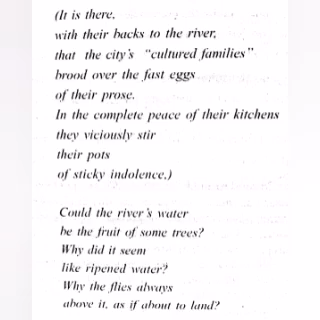 (It is there,
with their backs to the river,
that the city's "cultured families"
brood over the fast eggs
of their prose.
In the complete peace of their kitchens
they viciously stir
their pots
of sticky indolence.)
Could the river's water
be the fruit of some trees?
Why did it seem
like ripened water?
Why the flies always
above it, as if about to land?